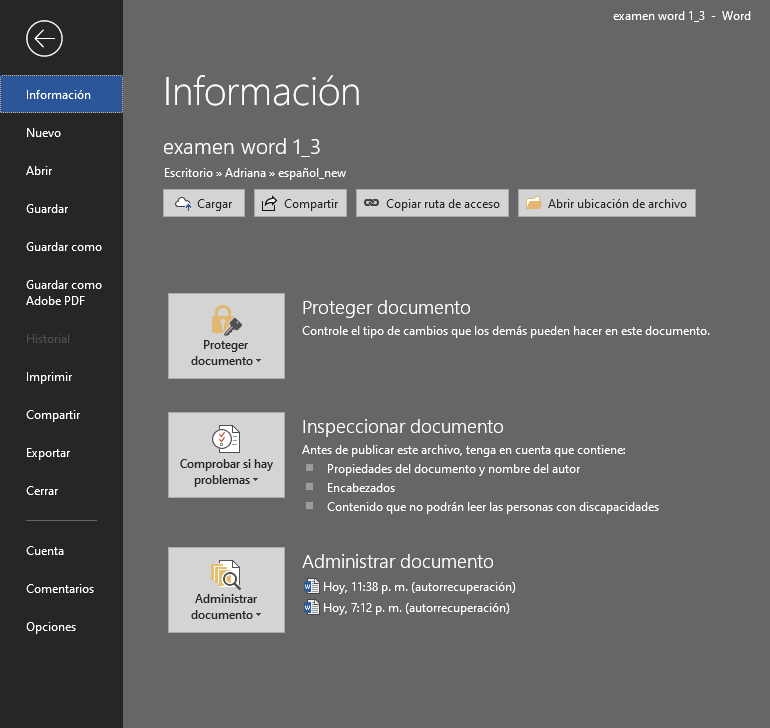 examen word 1_3 - Word
Información
Nuevo
Abrir
Guardar
Guardar como
Guardar como
Adobe PDF
Historial
Imprimir
Compartir
Exportar
Cerrar
Cuenta
Comentarios
Opciones
Información
examen word 1_3
Escritorio » Adriana » español_new
Cargar
Compartir
Copiar ruta de acceso
Abrir ubicación de archivo
Proteger
documento
Proteger documento
Controle el tipo de cambios que los demás pueden hacer en este documento.
Comprobar si hay
problemas
Inspeccionar documento
Antes de publicar este archivo, tenga en cuenta que contiene:
Propiedades del documento y nombre del autor
Encabezados
Contenido que no podrán leer las personas con discapacidades
Administrar
documento
Administrar documento
Hoy, 11:38 p. m. (autorrecuperación)
Hoy, 7:12 p. m. (autorrecuperación)